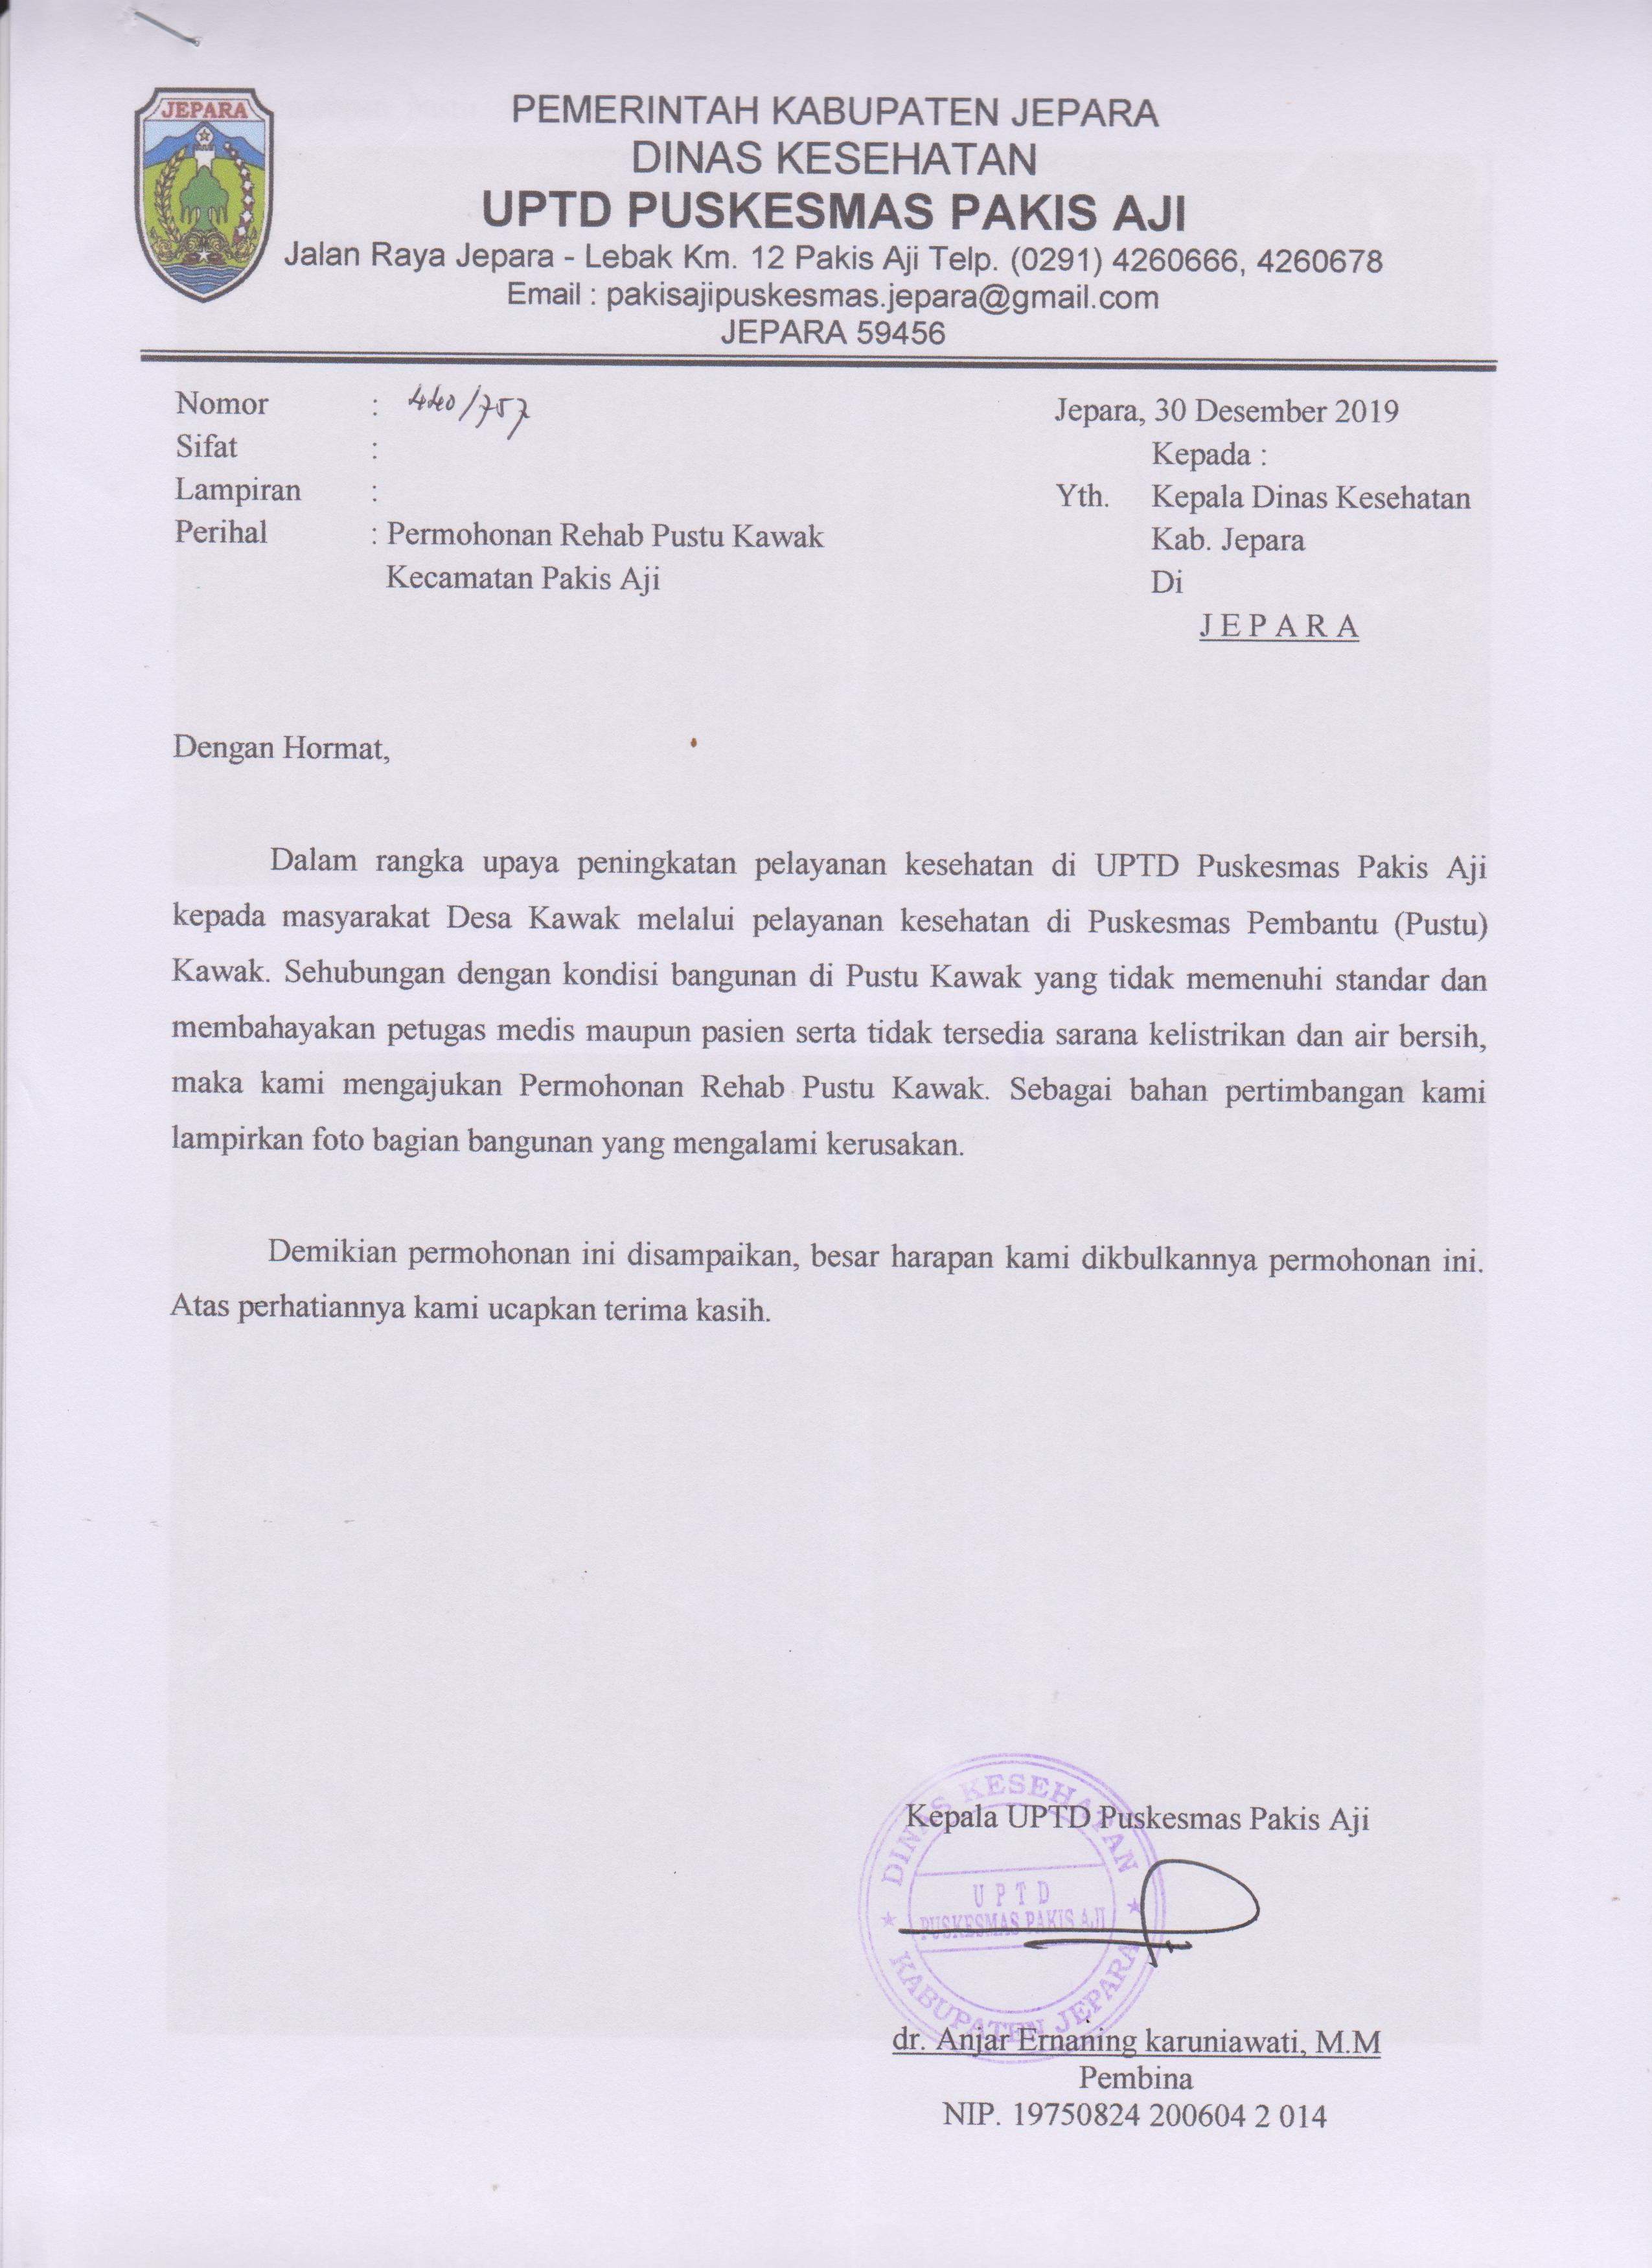 JEPARA
PEMERINTAH KABUPATEN JEPARA
DINAS KESEHATAN
UPTD PUSKESMAS PAKIS AJI
Jalan Raya Jepara - Lebak Km. 12 Pakis Aji Telp. (0291) 4260666, 4260678
Email : pakisajipuskesmas.jepara@gmail.com
JEPARA 59456
Nomor : 440/757
Sifat :
Lampiran :
Perihal : Permohonan Rehab Pustu Kawak
Kecamatan Pakis Aji
Jepara, 30 Desember 2019
Kepada :
Yth. Kepala Dinas Kesehatan
Kab. Jepara
Di
J E P A R A
Dengan Hormat,
Dalam rangka upaya peningkatan pelayanan kesehatan di UPTD Puskesmas Pakis Aji
kepada masyarakat Desa Kawak melalui pelayanan kesehatan di Puskesmas Pembantu (Pustu)
Kawak. Sehubungan dengan kondisi bangunan di Pustu Kawak yang tidak memenuhi standar dan
membahayakan petugas medis maupun pasien serta tidak tersedia sarana kelistrikan dan air bersih,
maka kami mengajukan Permohonan Rehab Pustu Kawak. Sebagai bahan pertimbangan kami
lampirkan foto bagian bangunan yang mengalami kerusakan.
Demikian permohonan ini disampaikan, besar harapan kami dikbulkannya permohonan ini.
Atas perhatiannya kami ucapkan terima kasih.
Kepala UPTD Puskesmas Pakis Aji
DINAS KESEHATAN
UPTD
PUSKESMAS PAKIS AJI
KABUPATEN JEPARA
dr. Anjar Ernaning karuniawati, M.M
Pembina
NIP. 19750824 200604 2 014